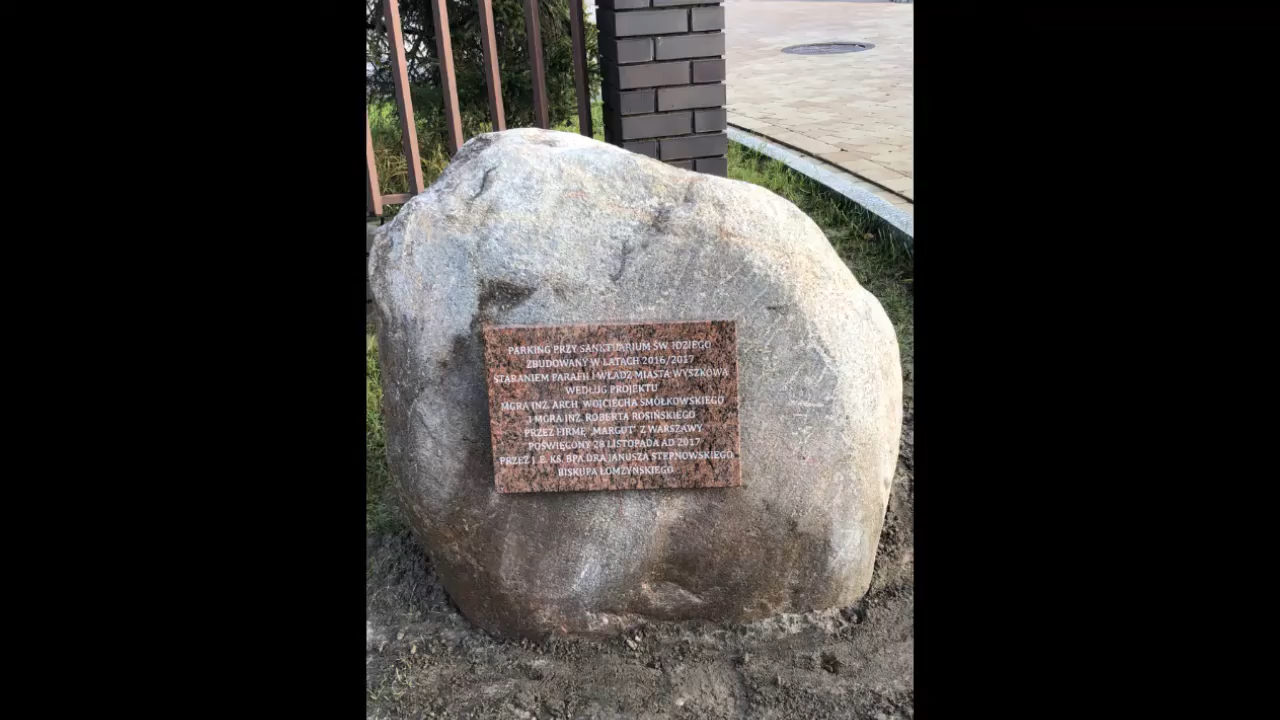 PARKING PRZY SANKTUARIUM ŚW. IDZIEGO
ZBUDOWANY W LATACH 2016/2017
STARANIEM PARAFII I WŁADZ MIASTA WYSZKOWA
WEDŁUG PROJEKTU
MGRA INŻ. ARCH. WOJCIECHA SMÓŁKOWSKIEGO
I MGRA INŻ. ROBERTA ROSIŃSKIEGO
PRZEZ FIRMĘ „MARGOT” Z WARSZAWY
POŚWIĘCONY 28 LISTOPADA AD 2017
PRZEZ J. E. KS. BPA DRA JANUSZA STEPNOWSKIEGO
BISKUPA ŁOMŻYŃSKIEGO